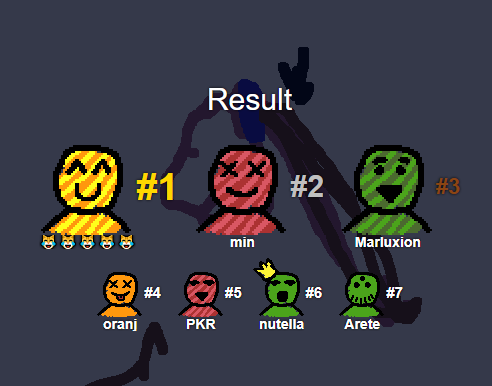 Result
#1
#2
#3
😹 😹 😹 😹 😹
min
Marluxion
#4
#5
#6
#7
oranj
PKR
nutella
Arete